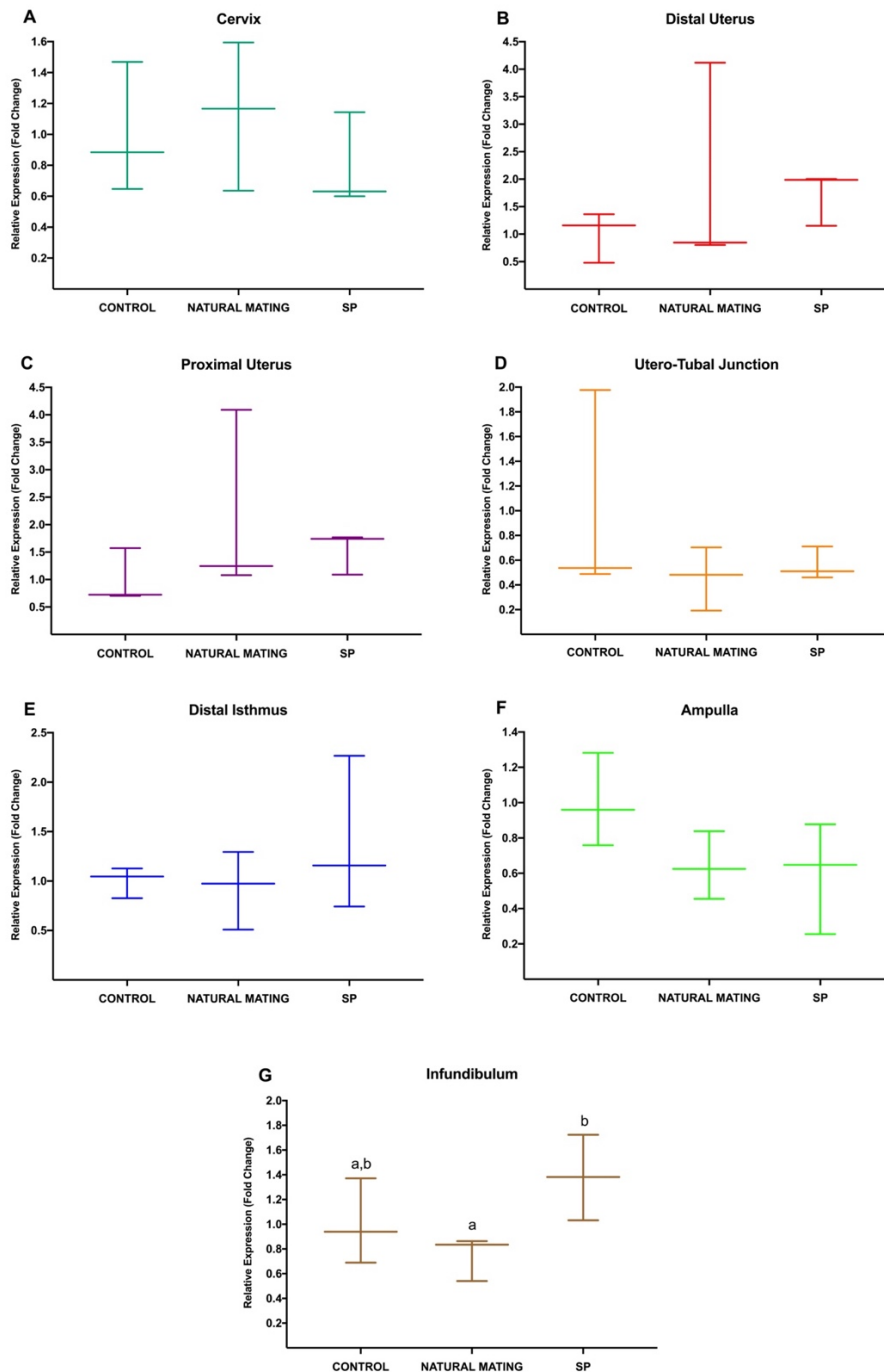 A
Cervix
Relative Expression (Fold Change)
1.6
1.4
1.2
1.0
0.8
0.6
0.4
0.2
CONTROL NATURAL MATING SP
B
Distal Uterus
Relative Expression (Fold Change)
4.5
4.0
3.5
3.0
2.5
2.0
1.5
1.0
0.5
CONTROL NATURAL MATING SP
C
Proximal Uterus
Relative Expression (Fold Change)
4.5
4.0
3.5
3.0
2.5
2.0
1.5
1.0
0.5
CONTROL NATURAL MATING SP
D
Utero-Tubal Junction
Relative Expression (Fold Change)
2.0
1.8
1.6
1.4
1.2
1.0
0.8
0.6
0.4
0.2
CONTROL NATURAL MATING SP
E
Distal Isthmus
Relative Expression (Fold Change)
2.5
2.0
1.5
1.0
0.5
CONTROL NATURAL MATING SP
F
Ampulla
Relative Expression (Fold Change)
1.4
1.2
1.0
0.8
0.6
0.4
0.2
CONTROL NATURAL MATING SP
G
Infundibulum
Relative Expression (Fold Change)
2.0
1.8
1.6
1.4
1.2
1.0
0.8
0.6
0.4
0.2
a,b
a
b
CONTROL NATURAL MATING SP